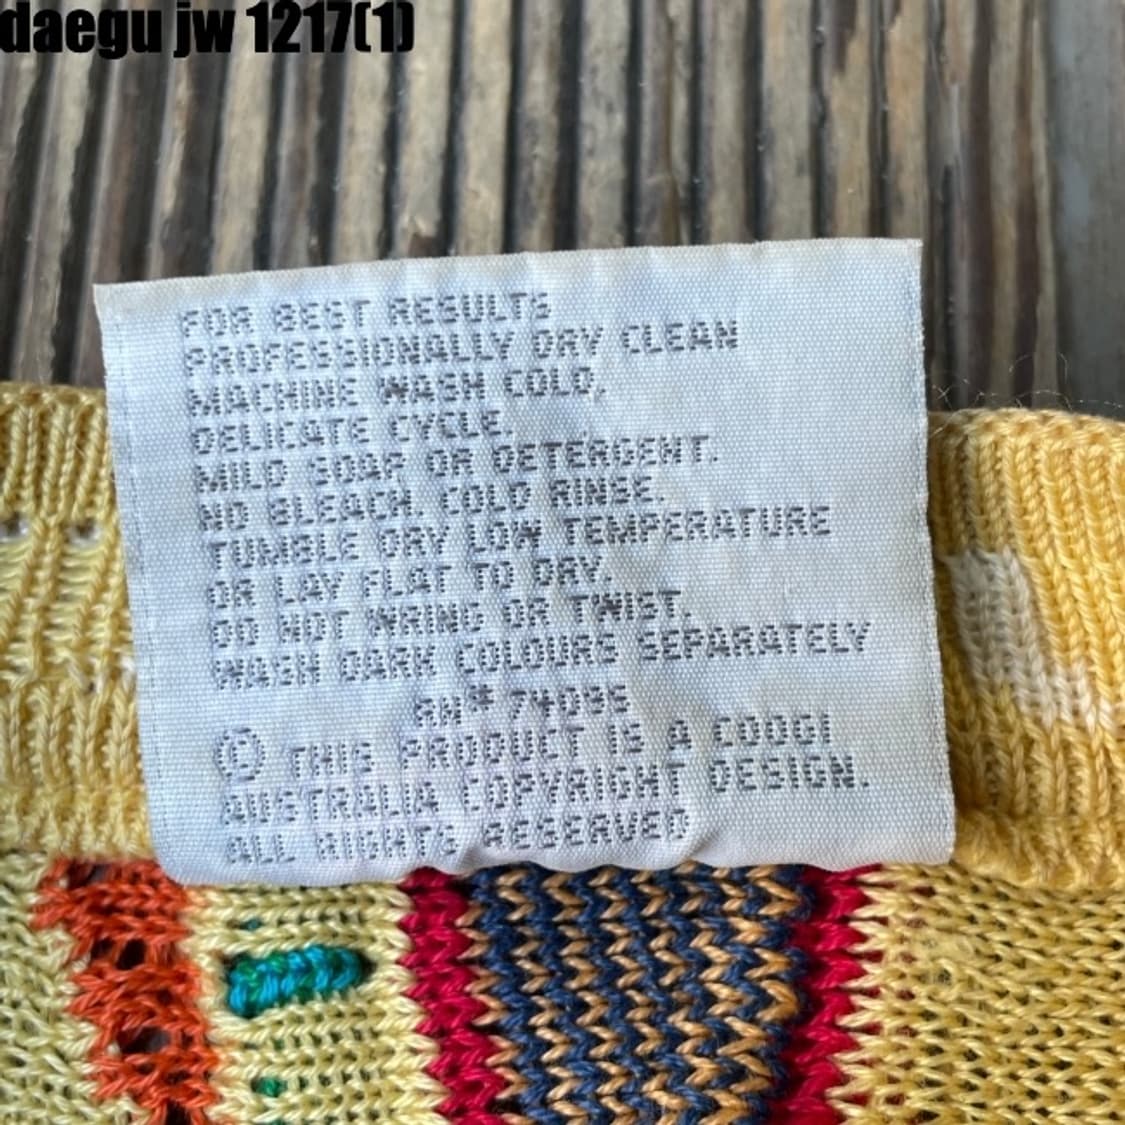 daegu jw 1217(1)
FOR BEST RESULTS
PROFESSIONALLY DRY CLEAN
MACHINE WASH COLD,
DELICATE CYCLE.
MILD SOAP OR DETERGENT.
NO BLEACH. COLD RINSE.
TUMBLE DRY LOW TEMPERATURE
OR LAY FLAT TO DRY.
DO NOT WRING OR TWIST.
WASH DARK COLOURS SEPARATELY
RN# 74095
© THIS PRODUCT IS A COOGI
AUSTRALIA COPYRIGHT DESIGN.
ALL RIGHTS RESERVED